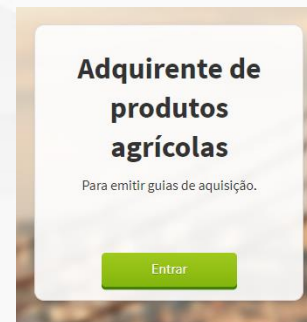 Adquirente de
produtos
agrícolas
Para emitir guias de aquisição.
Entrar